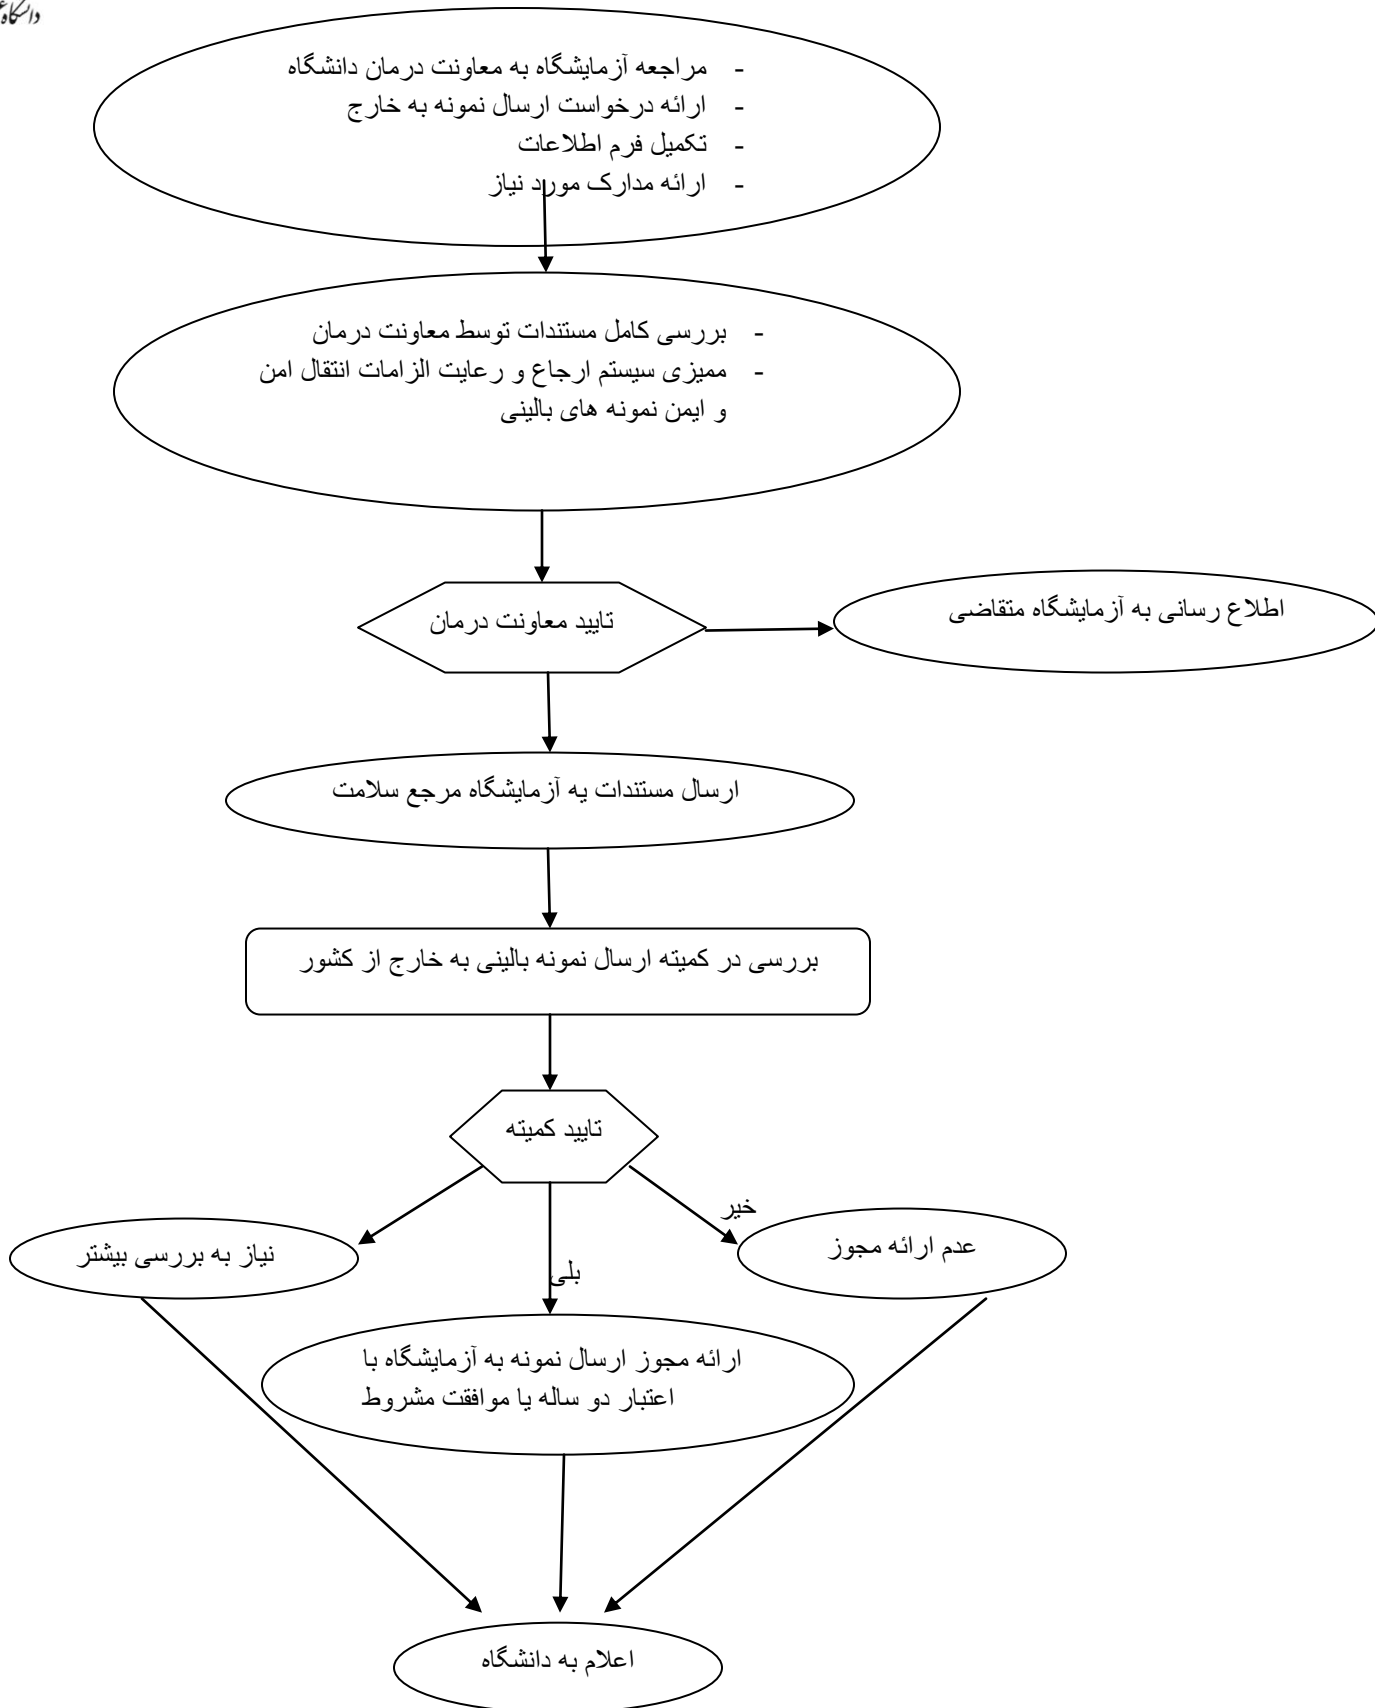 - مراجعه آزمایشگاه به معاونت درمان دانشگاه
- ارائه درخواست ارسال نمونه به خارج
- تکمیل فرم اطلاعات
- ارائه مدارک مورد نیاز
- بررسی کامل مستندات توسط معاونت درمان
- ممیزی سیستم ارجاع و رعایت الزامات انتقال امن
و ایمن نمونه های بالینی
تایید معاونت درمان
اطلاع رسانی به آزمایشگاه متقاضی
ارسال مستندات یه آزمایشگاه مرجع سلامت
بررسی در کمیته ارسال نمونه بالینی به خارج از کشور
تایید کمیته
خیر
عدم ارائه مجوز
نیاز به بررسی بیشتر
بلی
ارائه مجوز ارسال نمونه به آزمایشگاه با
اعتبار دو ساله یا موافقت مشروط
اعلام به دانشگاه